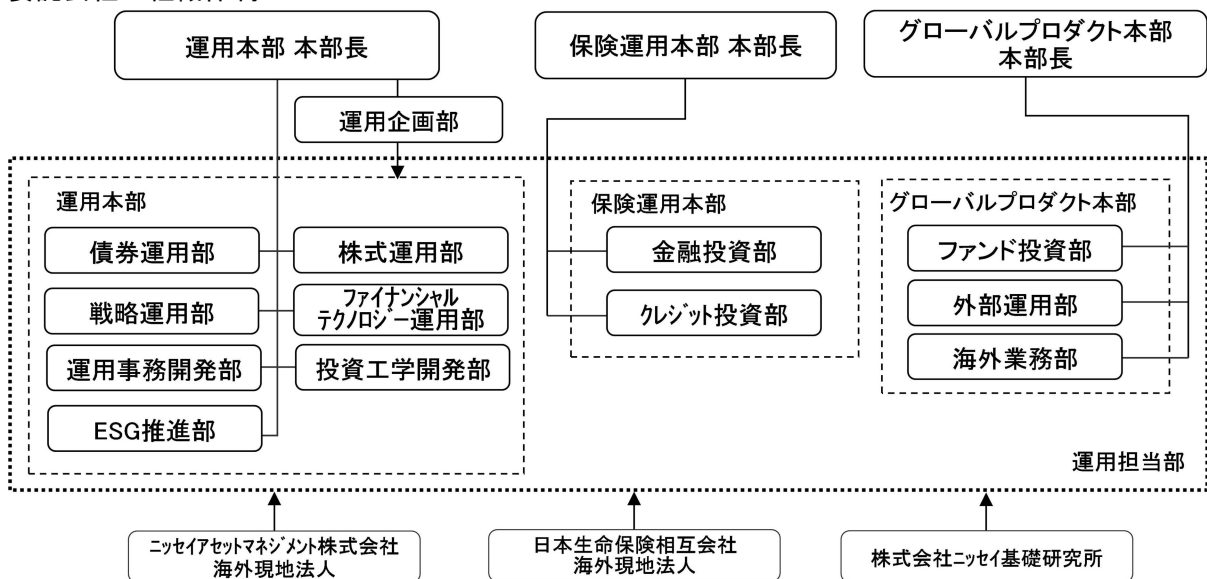 運用本部 本部長
保険運用本部 本部長
グローバルプロダクト本部
本部長
運用企画部
運用本部
債券運用部
株式運用部
戦略運用部
ファイナンシャル
テクノロジー運用部
運用事務開発部
投資工学開発部
ESG推進部
保険運用本部
金融投資部
クレジット投資部
グローバルプロダクト本部
ファンド投資部
外部運用部
海外業務部
運用担当部
ニッセイアセットマネジメント株式会社
海外現地法人
日本生命保険相互会社
海外現地法人
株式会社ニッセイ基礎研究所